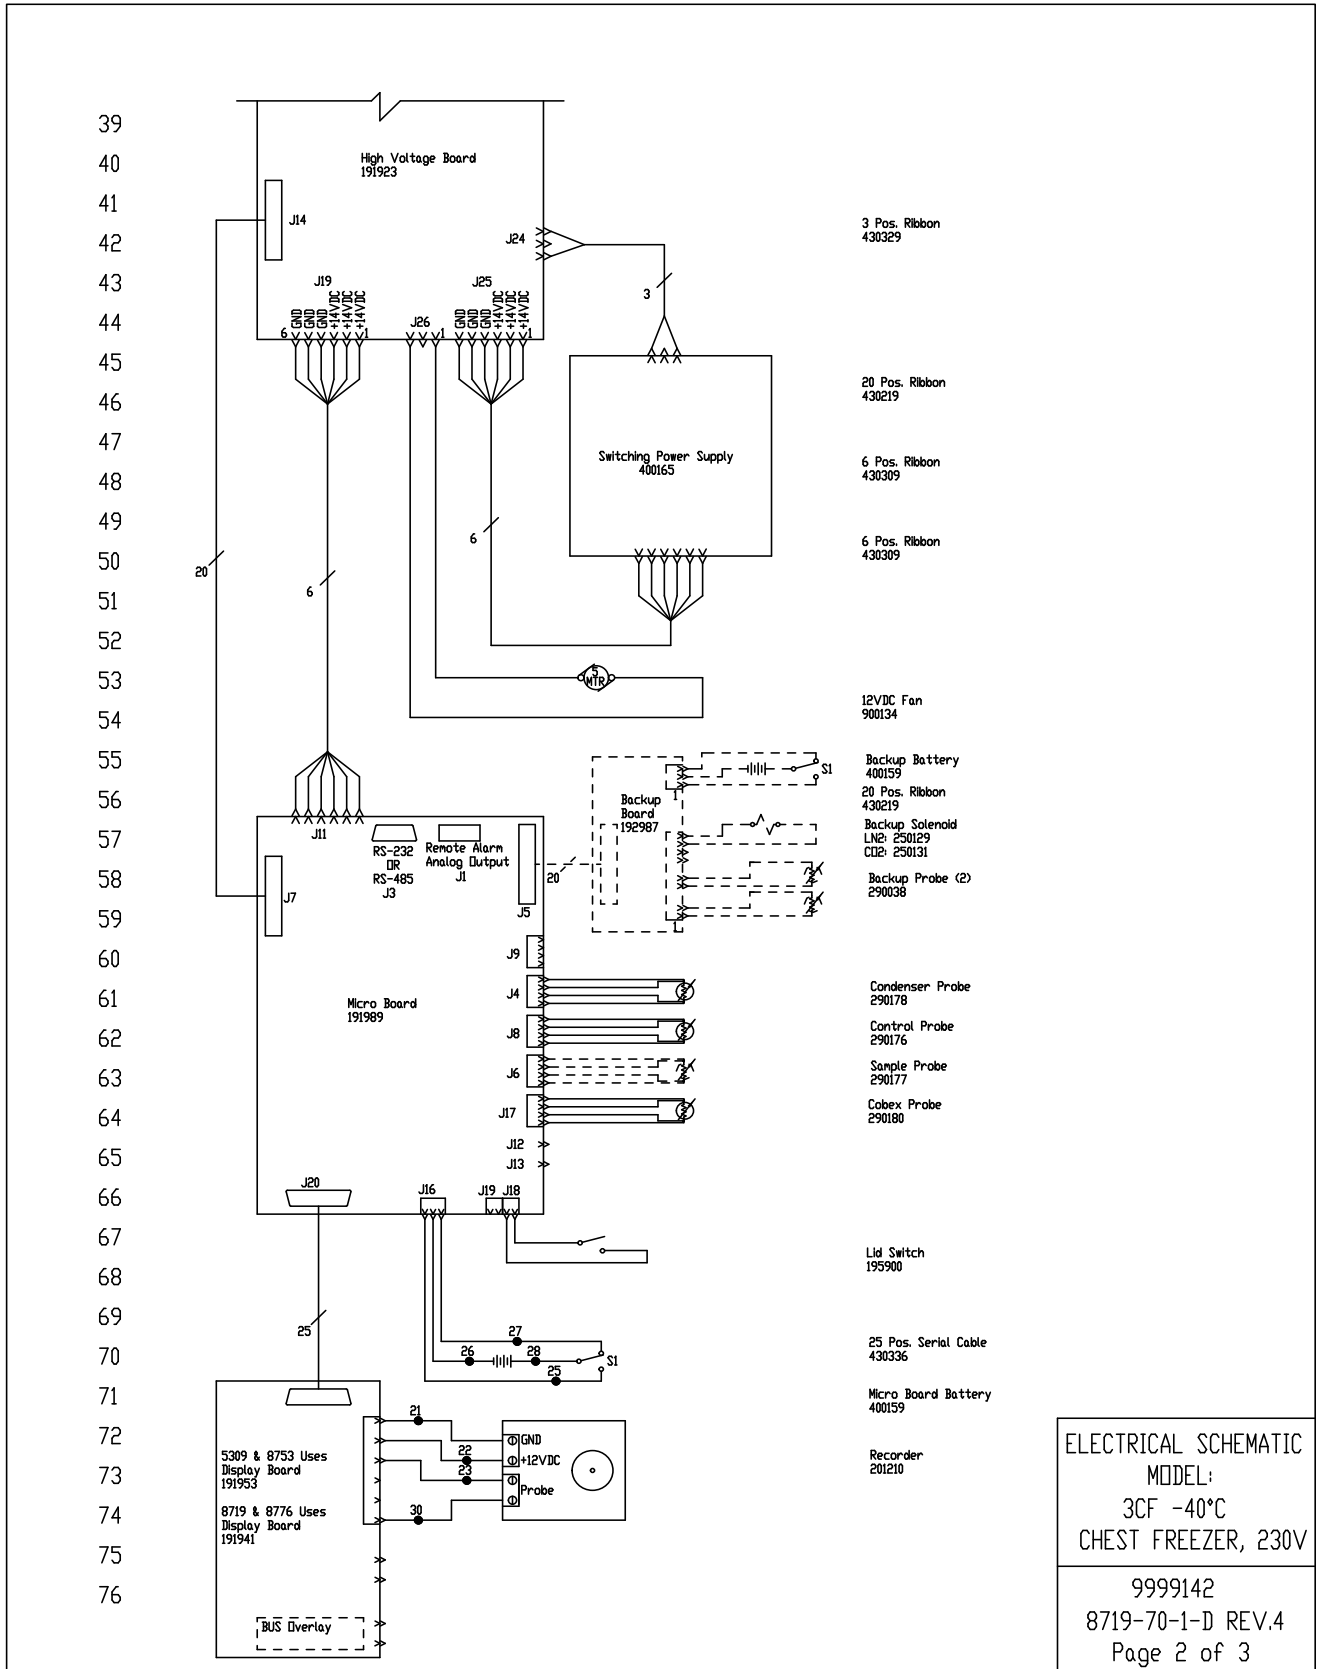 39
40
41
42
43
44
45
46
47
48
49
50
51
52
53
54
55
56
57
58
59
60
61
62
63
64
65
66
67
68
69
70
71
72
73
74
75
76
High Voltage Board
191923
J14
J24
J19
J25
GND
GND
GND
+14VDC
+14VDC
+14VDC
GND
GND
GND
+14VDC
+14VDC
+14VDC
6
1
J26
1
1
3
Switching Power Supply
400165
6
20
6
5
MTR
S1
1
Backup
Board
192987
1
20
J11
RS-232
OR
RS-485
J3
Remote Alarm
Analog Output
J1
J5
J7
J9
J4
J8
J6
J17
J12
J13
Micro Board
191989
J20
J16
J19
J18
25
27
26
28
S1
25
21
22
23
30
GND
+12VDC
Probe
5309 & 8753 Uses
Display Board
191953
8719 & 8776 Uses
Display Board
191941
BUS Overlay
3 Pos. Ribbon
430329
20 Pos. Ribbon
430219
6 Pos. Ribbon
430309
6 Pos. Ribbon
430309
12VDC Fan
900134
Backup Battery
400159
20 Pos. Ribbon
430219
Backup Solenoid
LN2: 250129
CO2: 250131
Backup Probe (2)
290038
Condenser Probe
290178
Control Probe
290176
Sample Probe
290177
Cobex Probe
290180
Lid Switch
195900
25 Pos. Serial Cable
430336
Micro Board Battery
400159
Recorder
201210
ELECTRICAL SCHEMATIC
MODEL:
3CF -40°C
CHEST FREEZER, 230V
9999142
8719-70-1-D REV.4
Page 2 of 3